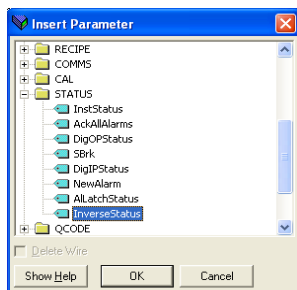 Insert Parameter
RECIPE
COMMS
CAL
STATUS
InstStatus
AckAllAlarms
DigOPStatus
SBrk
DigIPStatus
NewAlarm
AlLatchStatus
InverseStatus
QCODE
Delete Wire
Show Help OK Cancel